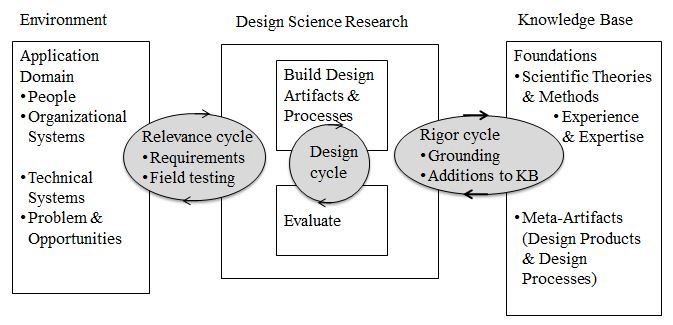 Environment
Design Science Research
Knowledge Base
Application
Domain
•People
•Organizational
Systems
•Technical
Systems
•Problem &
Opportunities
Relevance cycle
•Requirements
•Field testing
Build Design
Artifacts &
Processes
Design
cycle
Evaluate
Rigor cycle
•Grounding
•Additions to KB
Foundations
•Scientific Theories
& Methods
•Experience
& Expertise
•Meta-Artifacts
(Design Products
& Design
Processes)